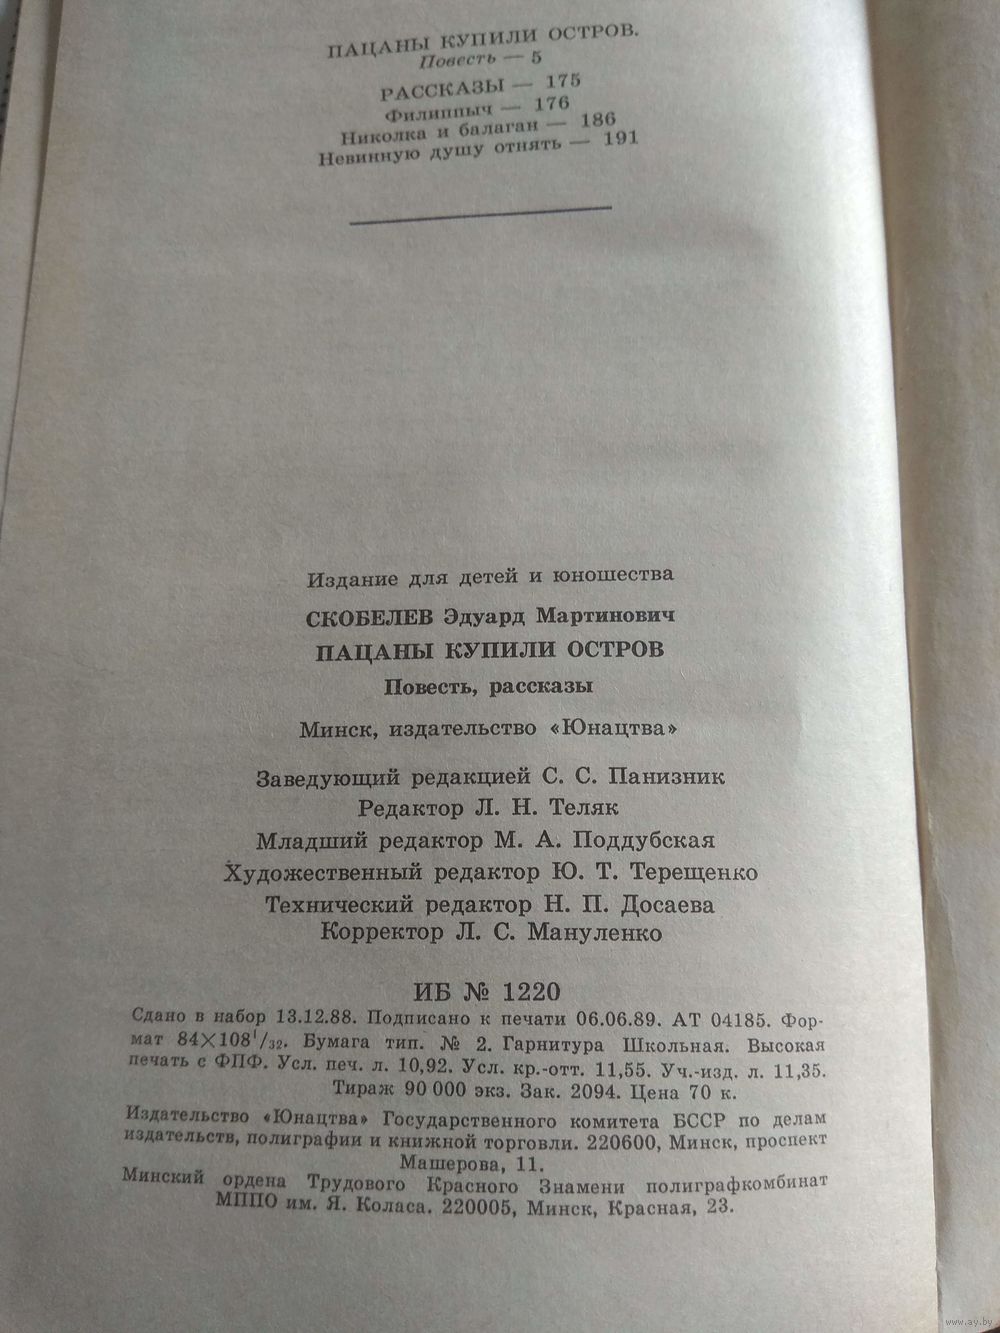 ПАЦАНЫ КУПИЛИ ОСТРОВ.
Повесть — 5
РАССКАЗЫ — 175
Филиппыч — 176
Николка и балаган — 186
Невинную душу отнять — 191
Издание для детей и юношества
СКОБЕЛЕВ Эдуард Мартинович
ПАЦАНЫ КУПИЛИ ОСТРОВ
Повесть, рассказы
Минск, издательство «Юнацтва»
Заведующий редакцией С. С. Панизник
Редактор Л. Н. Теляк
Младший редактор М. А. Поддубская
Художественный редактор Ю. Т. Терещенко
Технический редактор Н. П. Досаева
Корректор Л. С. Мануленко
ИБ № 1220
Сдано в набор 13.12.88. Подписано к печати 06.06.89. АТ 04185. Фор-
мат 84×108¹/₃₂. Бумага тип. № 2. Гарнитура Школьная. Высокая
печать с ФПФ. Усл. печ. л. 10,92. Усл. кр.-отт. 11,55. Уч.-изд. л. 11,35.
Тираж 90 000 экз. Зак. 2094. Цена 70 к.
Издательство «Юнацтва» Государственного комитета БССР по делам
издательств, полиграфии и книжной торговли. 220600, Минск, проспект
Машерова, 11.
Минский ордена Трудового Красного Знамени полиграфкомбинат
МППО им. Я. Коласа. 220005, Минск, Красная, 23.
www.ay.by